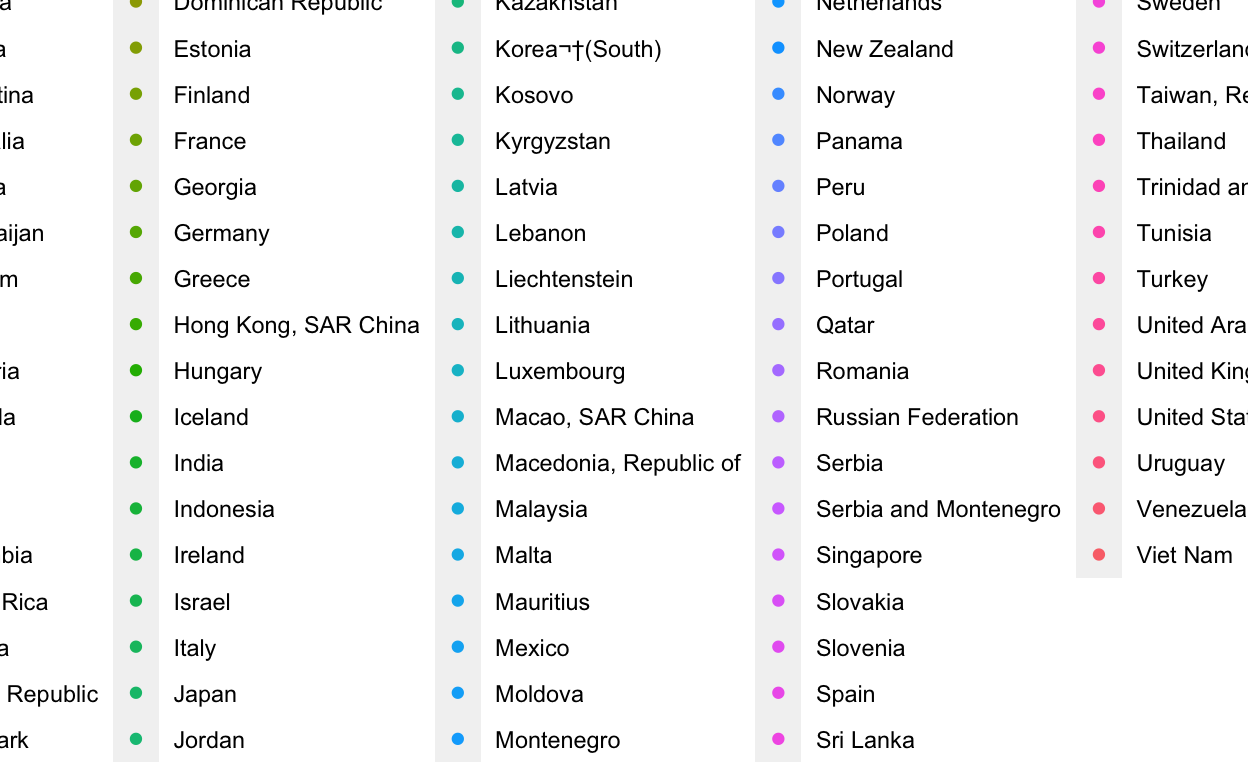 tina
lia
aijan
m
bia
Rica
Republic
ark
Dominican Republic
Estonia
Finland
France
Georgia
Germany
Greece
Hong Kong, SAR China
Hungary
Iceland
India
Indonesia
Ireland
Israel
Italy
Japan
Jordan
Kazakhstan
Korea¬†(South)
Kosovo
Kyrgyzstan
Latvia
Lebanon
Liechtenstein
Lithuania
Luxembourg
Macao, SAR China
Macedonia, Republic of
Malaysia
Malta
Mauritius
Mexico
Moldova
Montenegro
Netherlands
New Zealand
Norway
Panama
Peru
Poland
Portugal
Qatar
Romania
Russian Federation
Serbia
Serbia and Montenegro
Singapore
Slovakia
Slovenia
Spain
Sri Lanka
Sweden
Switzerlan
Taiwan, Re
Thailand
Trinidad a
Tunisia
Turkey
United Ara
United King
United Sta
Uruguay
Venezuela
Viet Nam